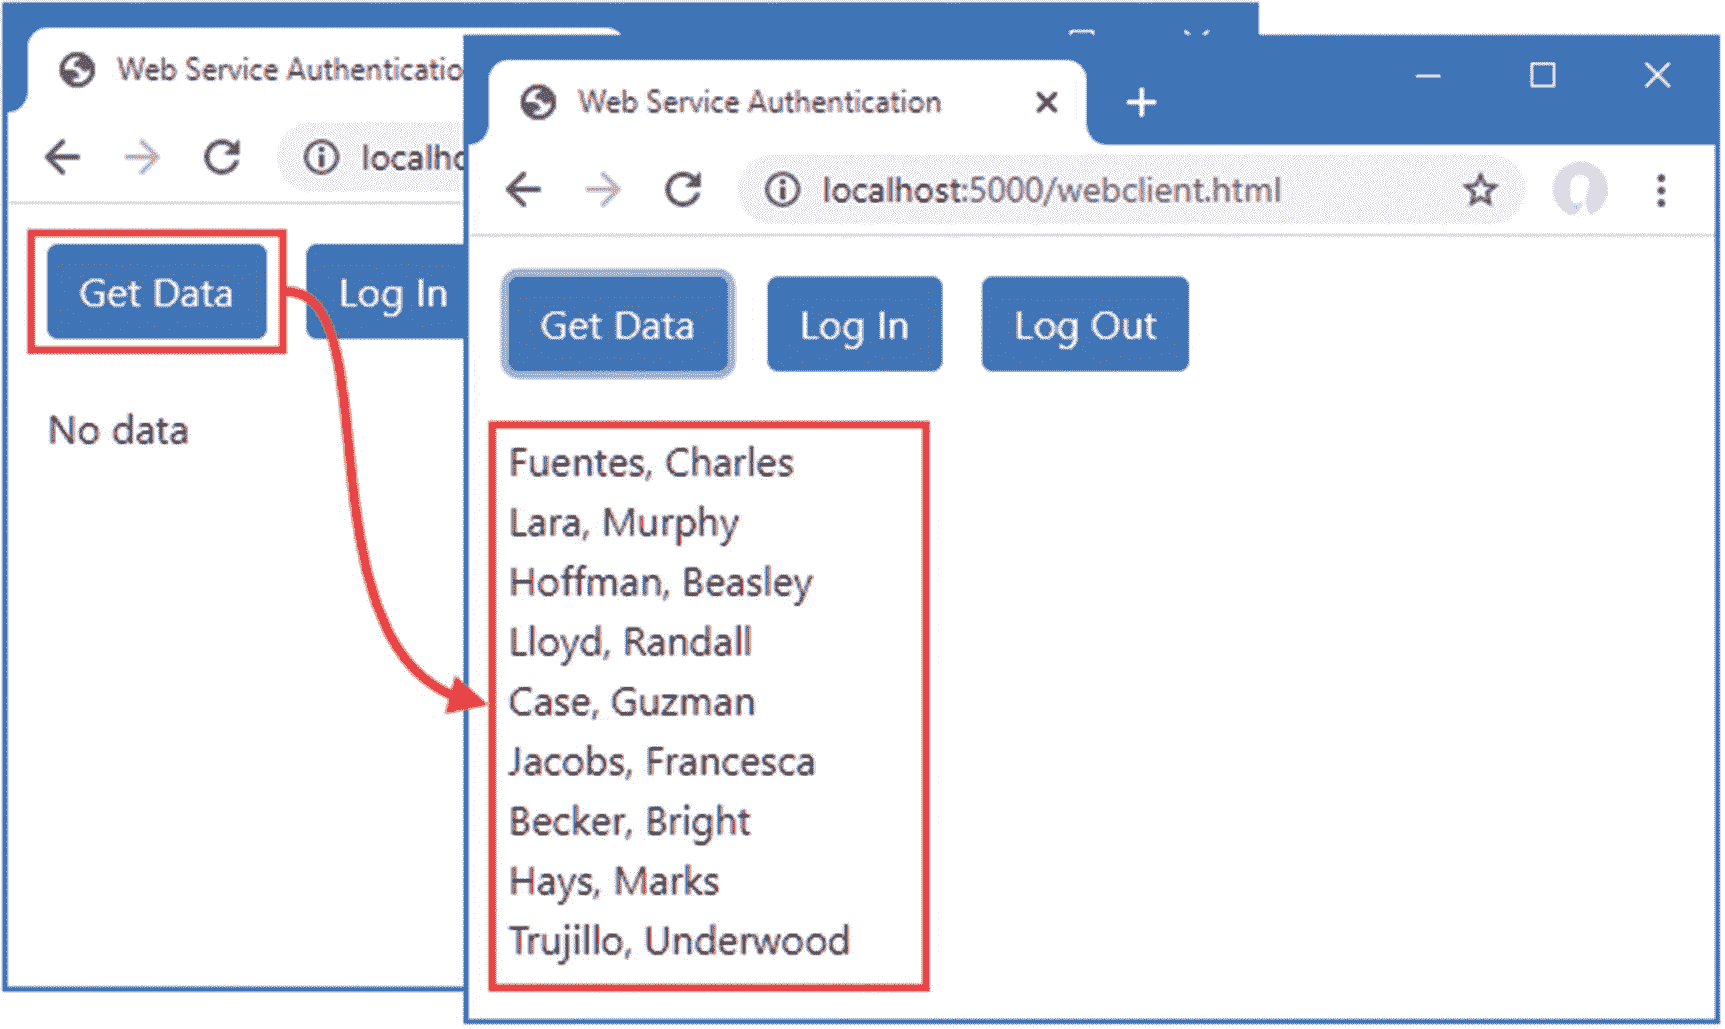 Web Service Authenticatio
localho
Get Data
Log In
No data
Web Service Authentication
localhost:5000/webclient.html
Get Data
Log In
Log Out
Fuentes, Charles
Lara, Murphy
Hoffman, Beasley
Lloyd, Randall
Case, Guzman
Jacobs, Francesca
Becker, Bright
Hays, Marks
Trujillo, Underwood